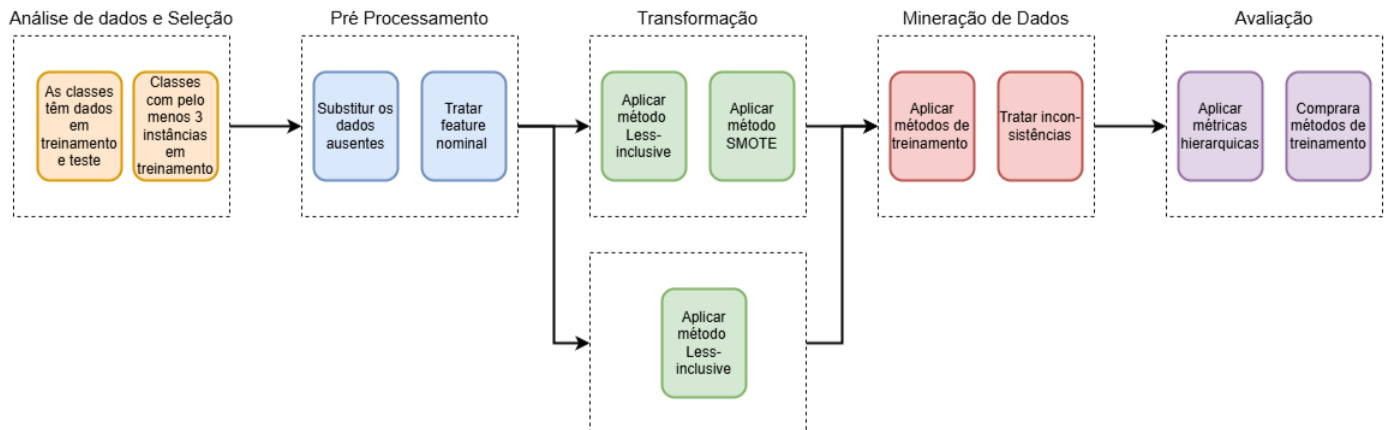 Análise de dados e Seleção
As classes
têm dados
em
treinamento
e teste
Classes
com pelo
menos 3
instâncias
em
treinamento
Pré Processamento
Substitur os
dados
ausentes
Tratar
feature
nominal
Transformação
Aplicar
método
Less-
inclusive
Aplicar
método
SMOTE
Aplicar
método
Less-
inclusive
Mineração de Dados
Aplicar
métodos de
treinamento
Tratar incon-
sistências
Avaliação
Aplicar
métricas
hierarquicas
Comprara
métodos de
treinamento